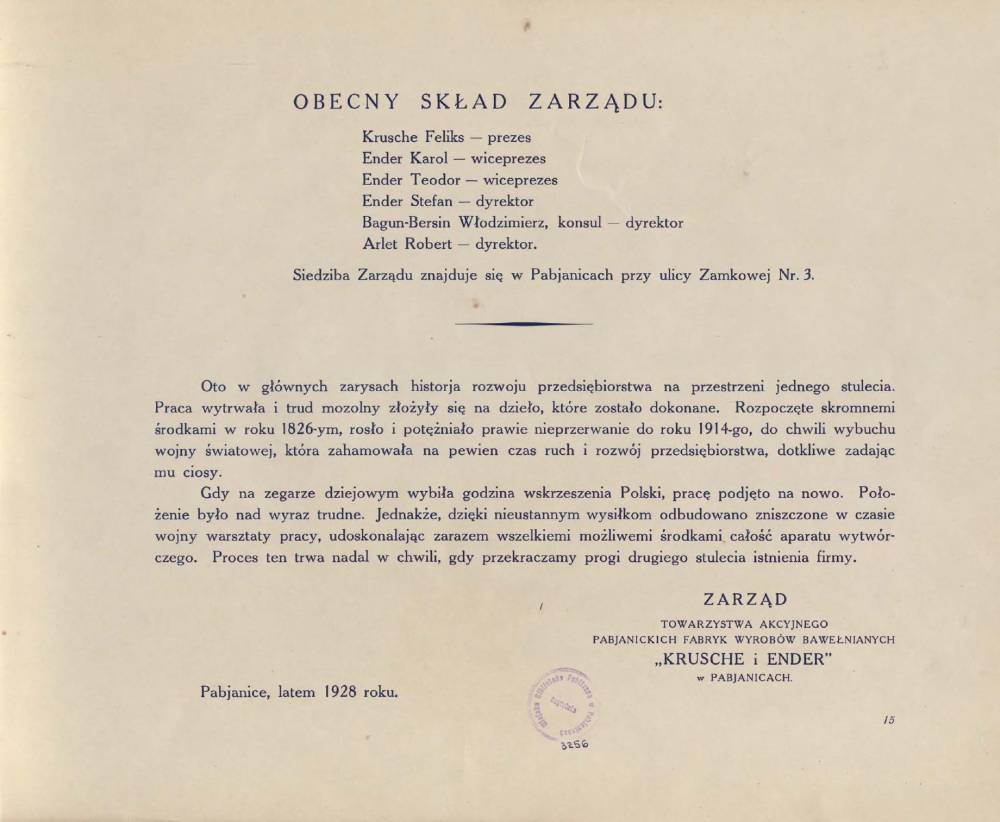 OBECNY SKŁAD ZARZĄDU:
Krusche Feliks — prezes
Ender Karol — wiceprezes
Ender Teodor — wiceprezes
Ender Stefan — dyrektor
Bagun-Bersin Włodzimierz, konsul — dyrektor
Arlet Robert — dyrektor.
Siedziba Zarządu znajduje się w Pabjanicach przy ulicy Zamkowej Nr. 3.
Oto w głównych zarysach historja rozwoju przedsiębiorstwa na przestrzeni jednego stulecia.
Praca wytrwała i trud mozolny złożyły się na dzieło, które zostało dokonane. Rozpoczęte skromnemi
środkami w roku 1826-ym, rosło i potężniało prawie nieprzerwanie do roku 1914-go, do chwili wybuchu
wojny światowej, która zahamowała na pewien czas ruch i rozwój przedsiębiorstwa, dotkliwe zadając
mu ciosy.
Gdy na zegarze dziejowym wybiła godzina wskrzeszenia Polski, pracę podjęto na nowo. Poło-
żenie było nad wyraz trudne. Jednakże, dzięki nieustannym wysiłkom odbudowano zniszczone w czasie
wojny warsztaty pracy, udoskonalając zarazem wszelkiemi możliwemi środkami całość aparatu wytwór-
czego. Proces ten trwa nadal w chwili, gdy przekraczamy progi drugiego stulecia istnienia firmy.
ZARZĄD
TOWARZYSTWA AKCYJNEGO
PABJANICKICH FABRYK WYROBÓW BAWEŁNIANYCH
„KRUSCHE i ENDER”
w PABJANICACH.
Pabjanice, latem 1928 roku.
Miejska Biblioteka Publiczna w Pabianicach
3256
15